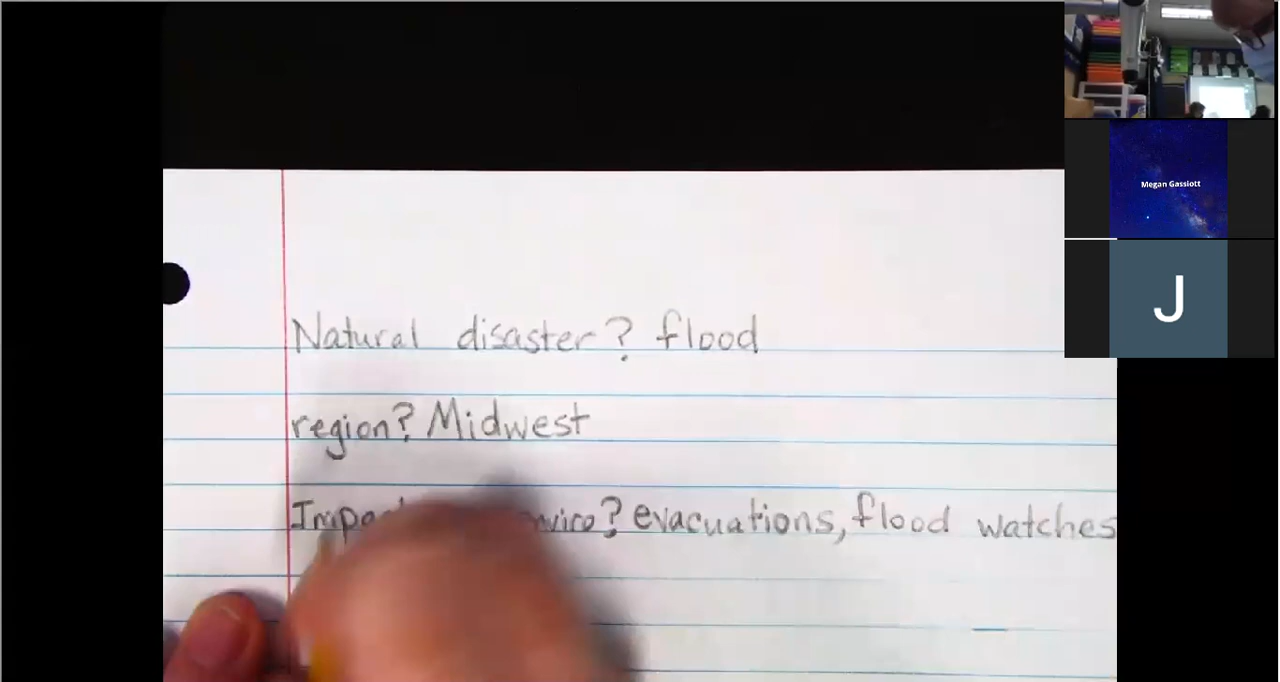 Natural disaster? flood
region? Midwest
evacuations, flood watches
Megan Gassiott
J